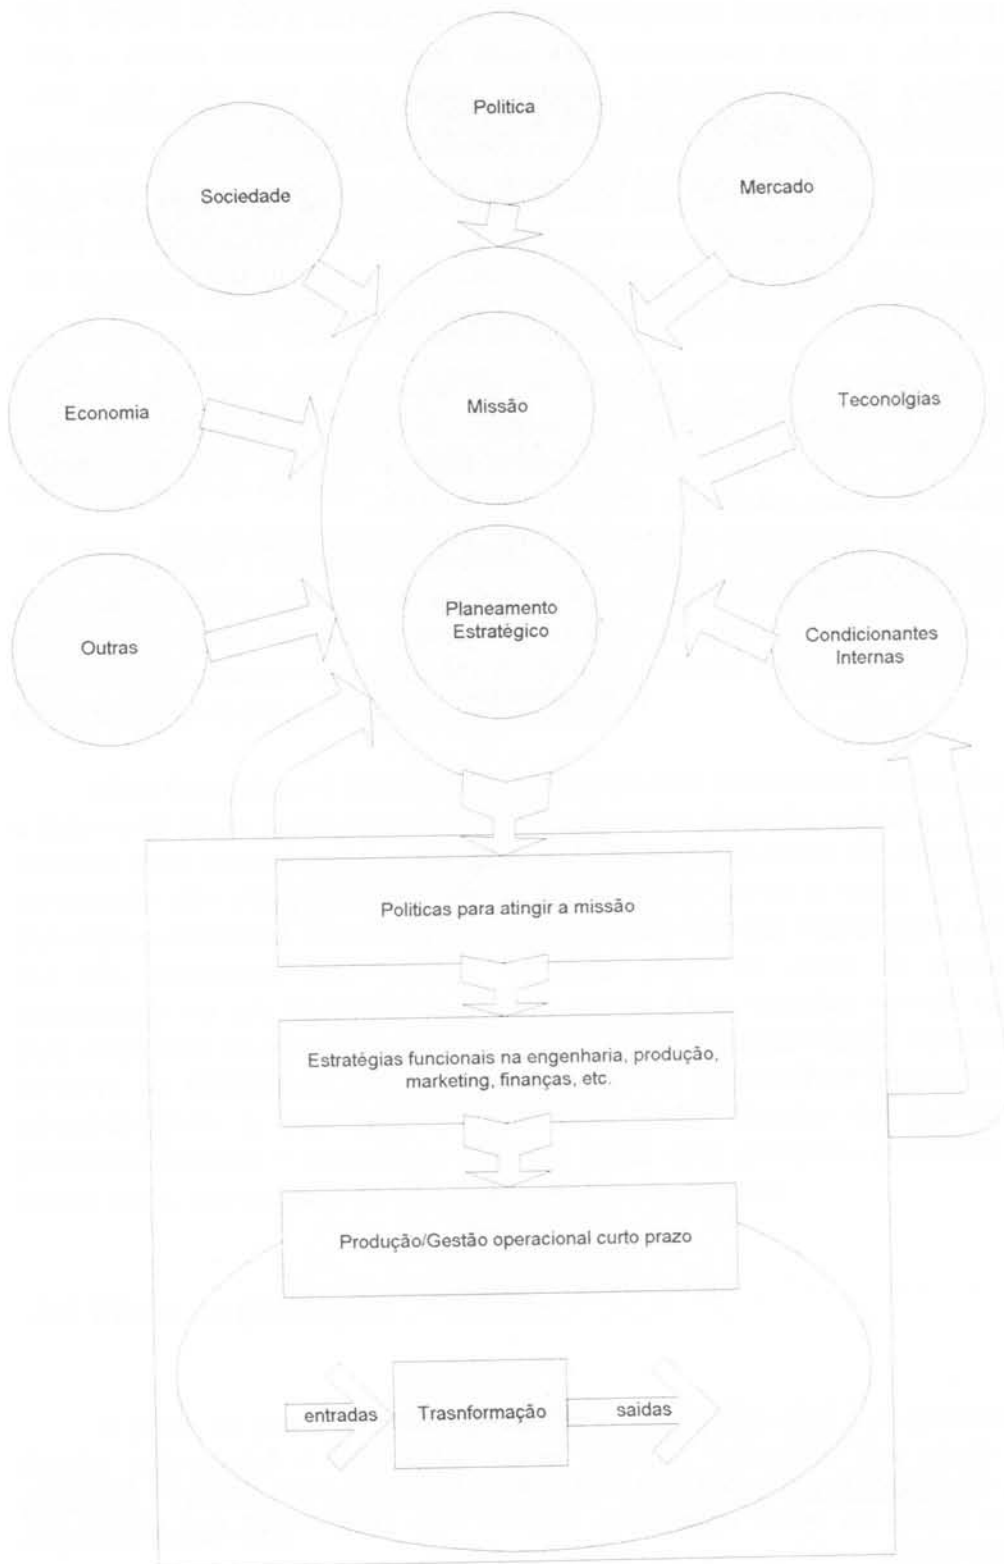 Politica
Sociedade
Mercado
Economia
Missão
Teconolgias
Outras
Planeamento
Estratégico
Condicionantes
Internas
Politicas para atingir a missão
Estratégias funcionais na engenharia, produção,
marketing, finanças, etc.
Produção/Gestão operacional curto prazo
entradas
Trasnformação
saidas